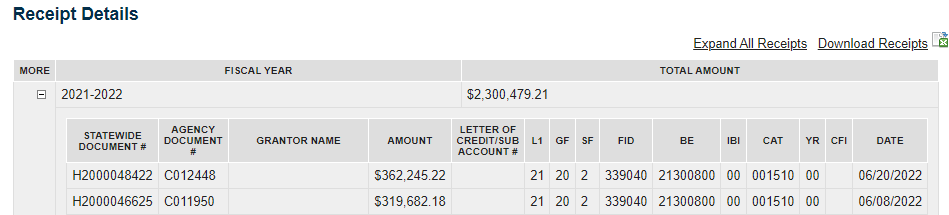 Receipt Details
Expand All Receipts Download Receipts
MORE FISCAL YEAR TOTAL AMOUNT
2021-2022 $2,300,479.21
STATEWIDE DOCUMENT # AGENCY DOCUMENT # GRANTOR NAME AMOUNT LETTER OF CREDIT/SUB ACCOUNT # L1 GF SF FID BE IBI CAT YR CFI DATE
H2000048422 C012448 $362,245.22 21 20 2 339040 21300800 00 001510 00 06/20/2022
H2000046625 C011950 $319,682.18 21 20 2 339040 21300800 00 001510 00 06/08/2022